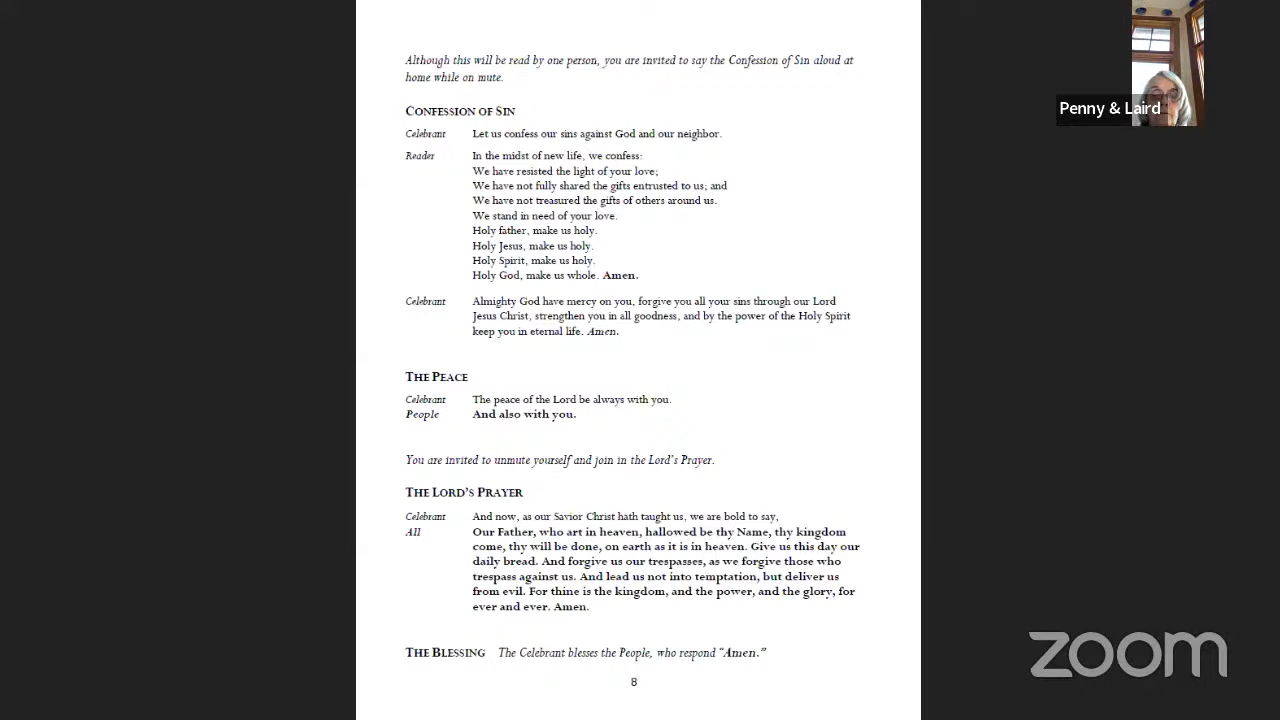 Although this will be read by one person, you are invited to say the Confession of Sin aloud at
home while on mute.
CONFESSION OF SIN
Celebrant Let us confess our sins against God and our neighbor.
Reader In the midst of new life, we confess:
We have resisted the light of your love;
We have not fully shared the gifts entrusted to us; and
We have not treasured the gifts of others around us.
We stand in need of your love.
Holy father, make us holy.
Holy Jesus, make us holy.
Holy Spirit, make us holy.
Holy God, make us whole. Amen.
Celebrant Almighty God have mercy on you, forgive you all your sins through our Lord
Jesus Christ, strengthen you in all goodness, and by the power of the Holy Spirit
keep you in eternal life. Amen.
THE PEACE
Celebrant The peace of the Lord be always with you.
People And also with you.
You are invited to unmute yourself and join in the Lord's Prayer.
THE LORD'S PRAYER
Celebrant And now, as our Savior Christ hath taught us, we are bold to say,
All Our Father, who art in heaven, hallowed be thy Name, thy kingdom
come, thy will be done, on earth as it is in heaven. Give us this day our
daily bread. And forgive us our trespasses, as we forgive those who
trespass against us. And lead us not into temptation, but deliver us
from evil. For thine is the kingdom, and the power, and the glory, for
ever and ever. Amen.
THE BLESSING The Celebrant blesses the People, who respond “Amen.”
8
Penny & Laird
zoom